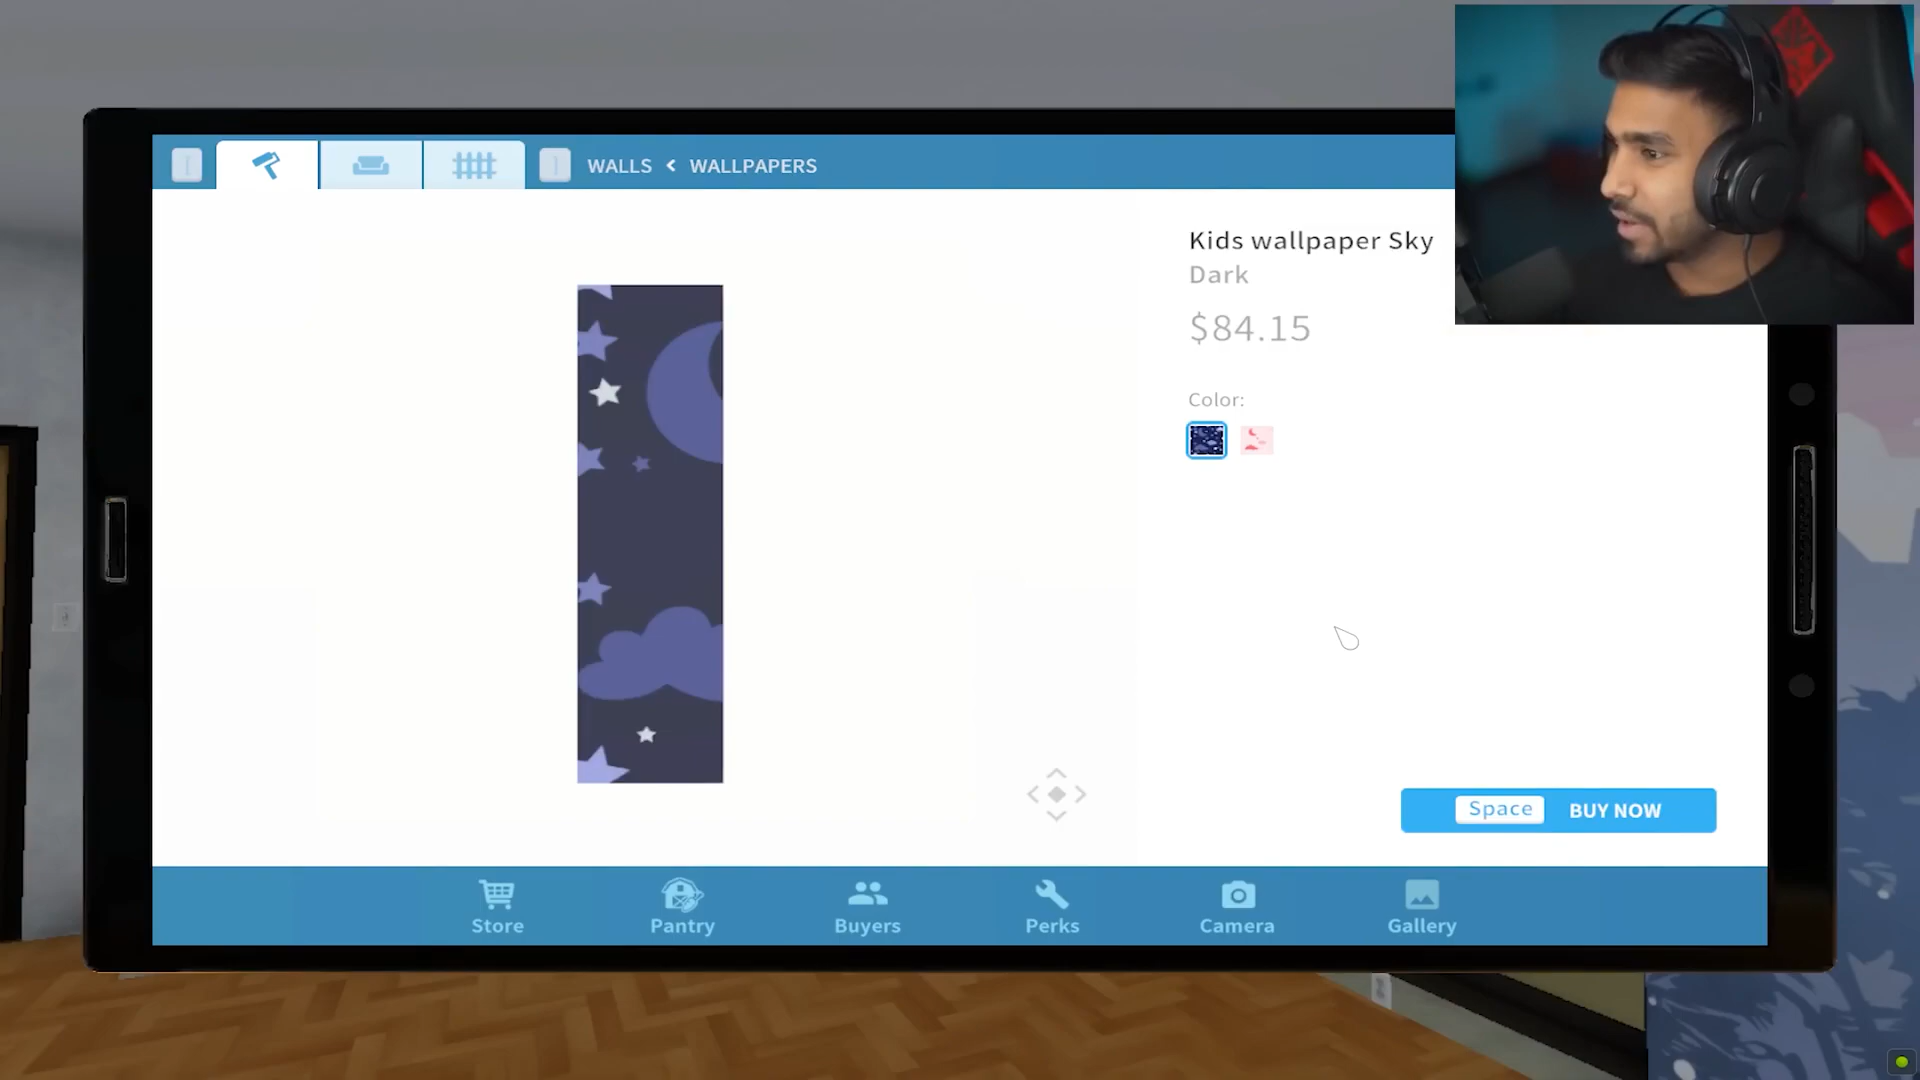 WALLS < WALLPAPERS
Kids wallpaper Sky
Dark
$84.15
Color:
Space BUY NOW
Store
Pantry
Buyers
Perks
Camera
Gallery